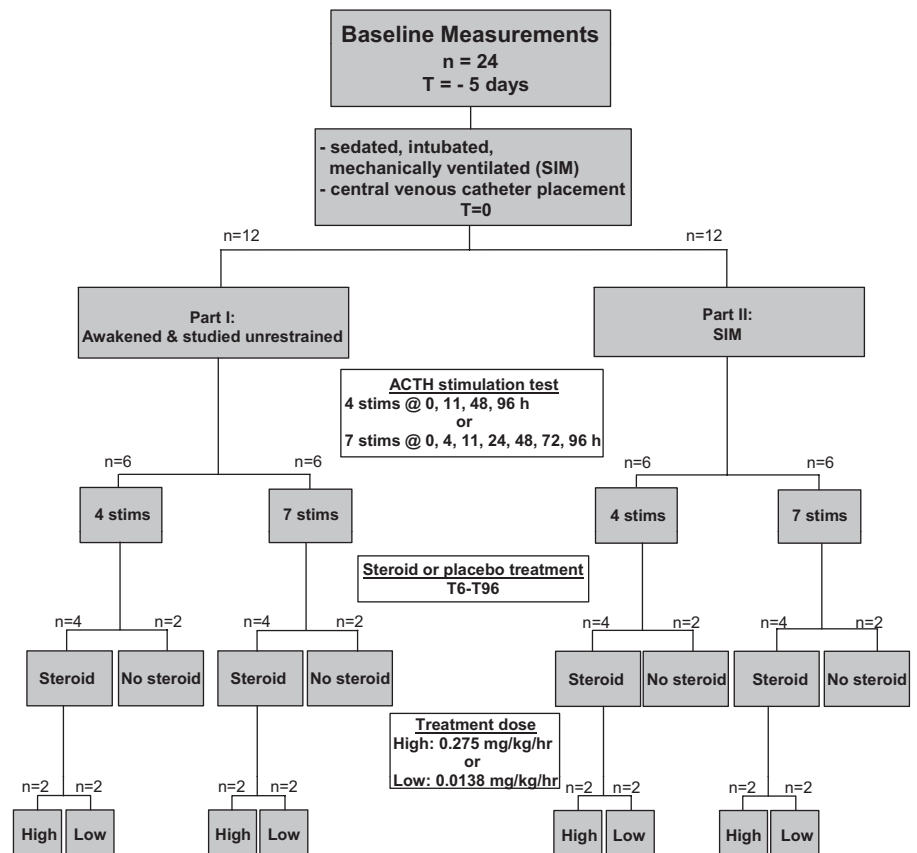 Baseline Measurements
n = 24
T = - 5 days
- sedated, intubated,
mechanically ventilated (SIM)
- central venous catheter placement
T=0
n=12
n=12
Part I:
Awakened & studied unrestrained
Part II:
SIM
ACTH stimulation test
4 stims @ 0, 11, 48, 96 h
or
7 stims @ 0, 4, 11, 24, 48, 72, 96 h
n=6
n=6
n=6
n=6
4 stims
7 stims
4 stims
7 stims
Steroid or placebo treatment
T6-T96
n=4
n=2
n=4
n=2
n=4
n=2
n=4
n=2
Steroid
No steroid
Steroid
No steroid
Steroid
No steroid
Steroid
No steroid
Treatment dose
High: 0.275 mg/kg/hr
or
Low: 0.0138 mg/kg/hr
n=2
n=2
n=2
n=2
n=2
n=2
n=2
n=2
High
Low
High
Low
High
Low
High
Low